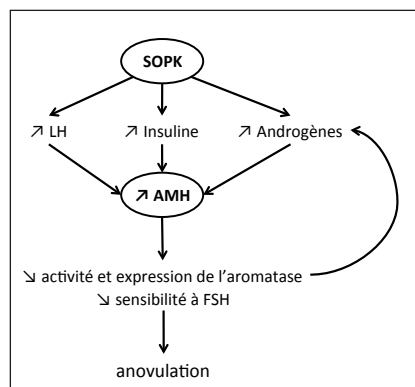 SOPK
↗ LH ↗ Insuline ↗ Androgènes
↗ AMH
↘ activité et expression de l’aromatase
↘ sensibilité à FSH
anovulation